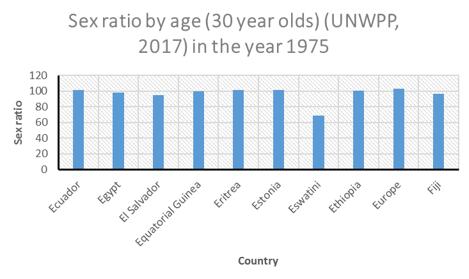 Sex ratio by age (30 year olds) (UNWPP,
2017) in the year 1975
120
100
80
60
40
20
0
Sex ratio
Ecuador
Egypt
El Salvador
Equatorial Guinea
Eritrea
Estonia
Eswatini
Ethiopia
Europe
Fiji
Country